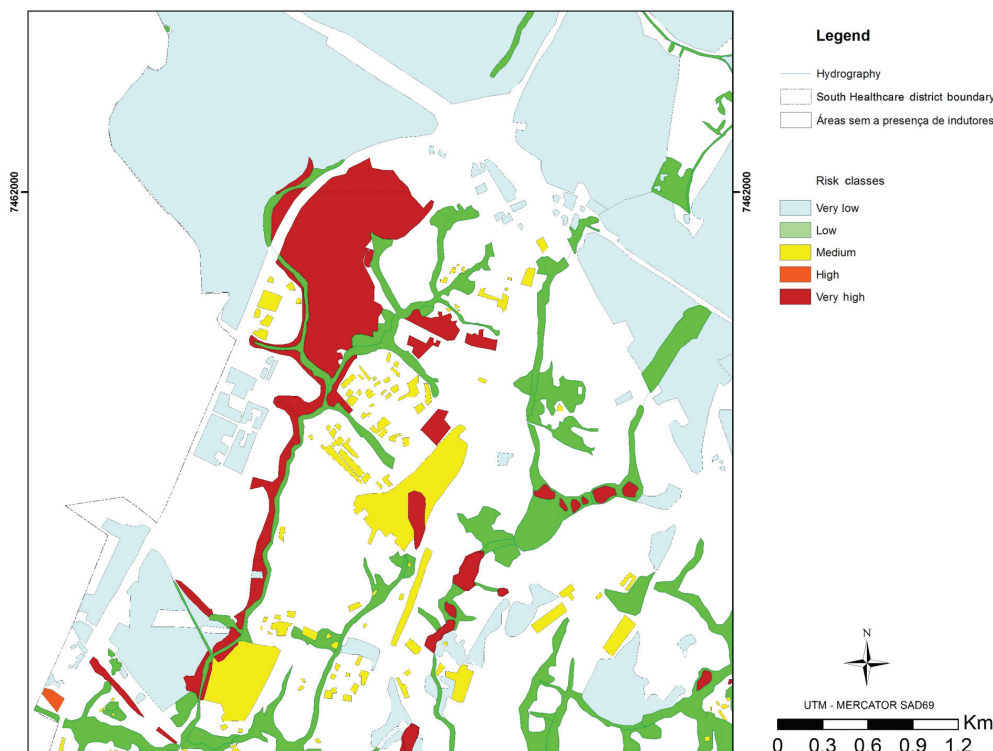 7462000
7462000
Legend
Hydrography
South Healthcare district boundary
Áreas sem a presença de indutores
Risk classes
Very low
Low
Medium
High
Very high
N
UTM - MERCATOR SAD69
Km
0 0.3 0.6 0.9 1.2